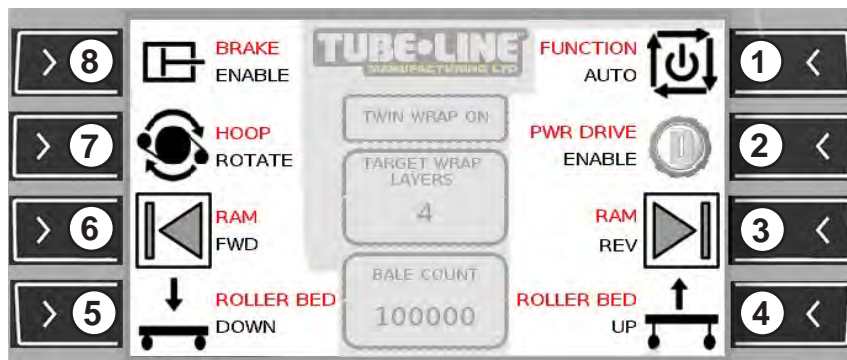 8
BRAKE
ENABLE
7
HOOP
ROTATE
6
RAM
FWD
5
ROLLER BED
DOWN
TUBE•LINE
MANUFACTURING LTD
TWIN WRAP ON
TARGET WRAP
LAYERS
4
BALE COUNT
100000
FUNCTION
AUTO
1
PWR DRIVE
ENABLE
2
RAM
REV
3
ROLLER BED
UP
4